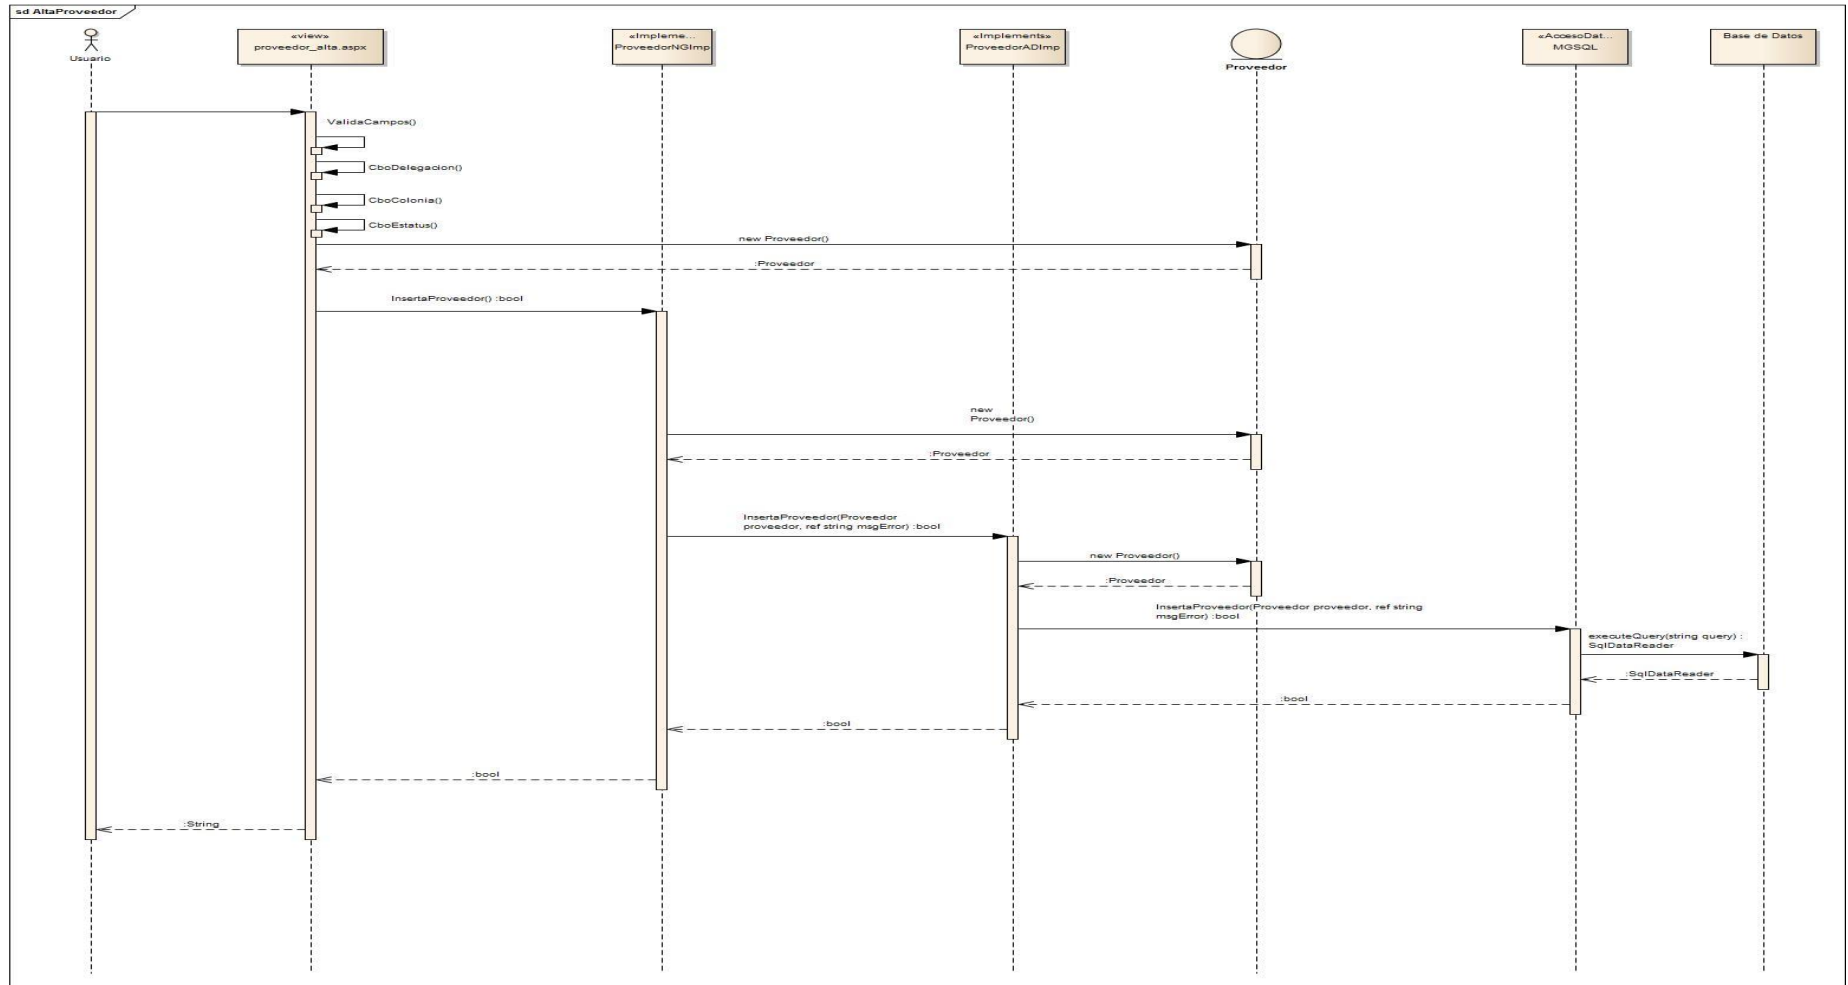 sd AltaProveedor
Usuario
«view»
proveedor_alta.aspx
«Impleme...
ProveedorNGImp
«Implements»
ProveedorADImp
Proveedor
«AccesoDat...
MGSQL
Base de Datos
ValidaCampos()
CboDelegacion()
CboColonia()
CboEstatus()
new Proveedor()
:Proveedor
InsertaProveedor() :bool
new
Proveedor()
:Proveedor
InsertaProveedor(Proveedor
proveedor, ref string msgError) :bool
new Proveedor()
:Proveedor
InsertaProveedor(Proveedor proveedor, ref string
msgError) :bool
executeQuery(string query) :
SqlDataReader
:SqlDataReader
:bool
:bool
:bool
:String